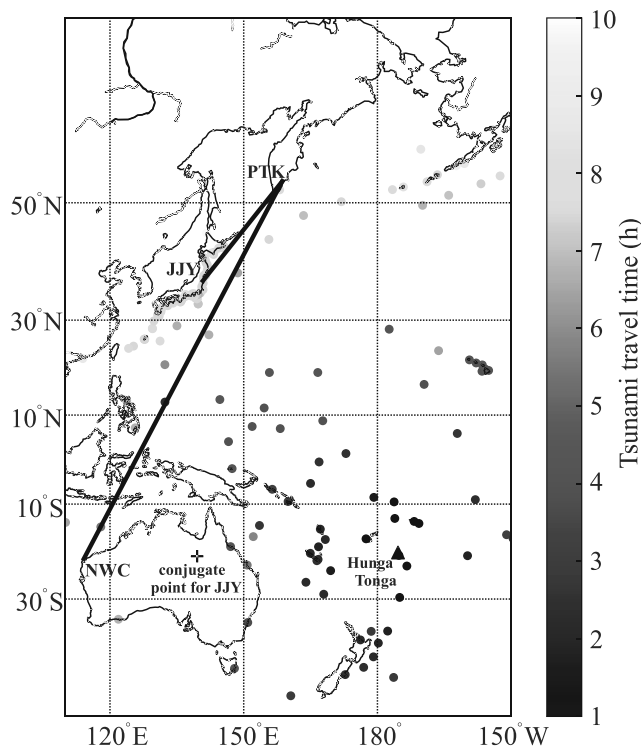 PTK
50°N
JJY
30°N
10°N
10°S
NWC
conjugate
point for JJY
Hunga
Tonga
30°S
120°E
150°E
180°
150°W
10
9
8
7
6
5
4
3
2
1
Tsunami travel time (h)